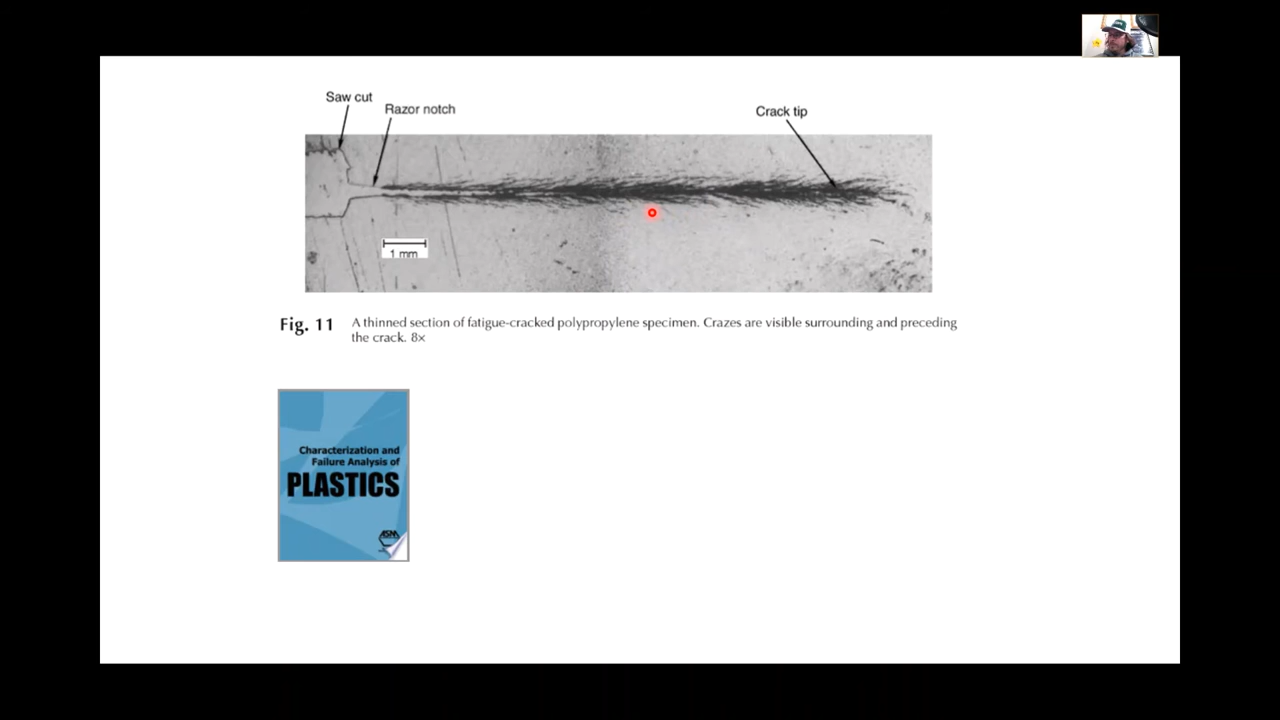 Saw cut
Razor notch
Crack tip
1 mm
Fig. 11 A thinned section of fatigue-cracked polypropylene specimen. Crazes are visible surrounding and preceding
the crack. 8×
Characterization and
Failure Analysis of
PLASTICS
ASM